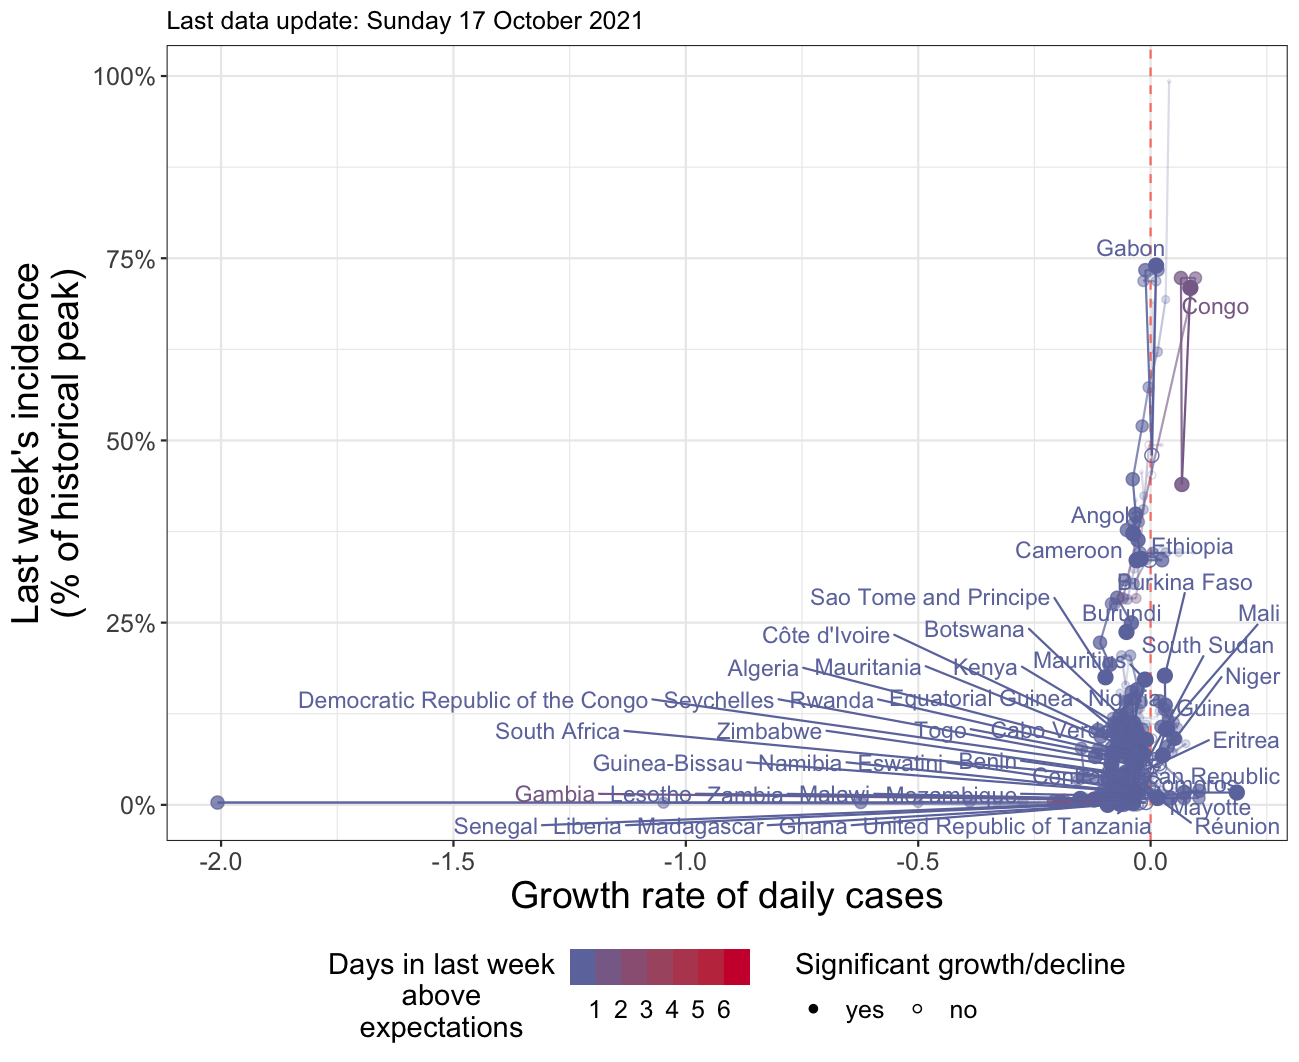 Last data update: Sunday 17 October 2021
Last week's incidence
(% of historical peak)
100%
75%
50%
25%
0%
Gabon
Congo
Angol
Cameroon
Ethiopia
Burkina Faso
Sao Tome and Principe
Burundi
Mali
Côte d'Ivoire
Botswana
South Sudan
Algeria
Mauritania
Kenya
Mauritius
Niger
Democratic Republic of the Congo
Seychelles
Rwanda
Equatorial Guinea
Guinea
South Africa
Zimbabwe
Togo
Cabo Verd
Eritrea
Guinea-Bissau
Namibia
Eswatini
Benin
Republic
Gambia
Lesotho
Zambia
Malawi
Mozambique
Mayotte
Senegal
Liberia
Madagascar
Ghana
United Republic of Tanzania
Réunion
-2.0
-1.5
-1.0
-0.5
0.0
Growth rate of daily cases
Days in last week
above
expectations
1 2 3 4 5 6
Significant growth/decline
yes
no